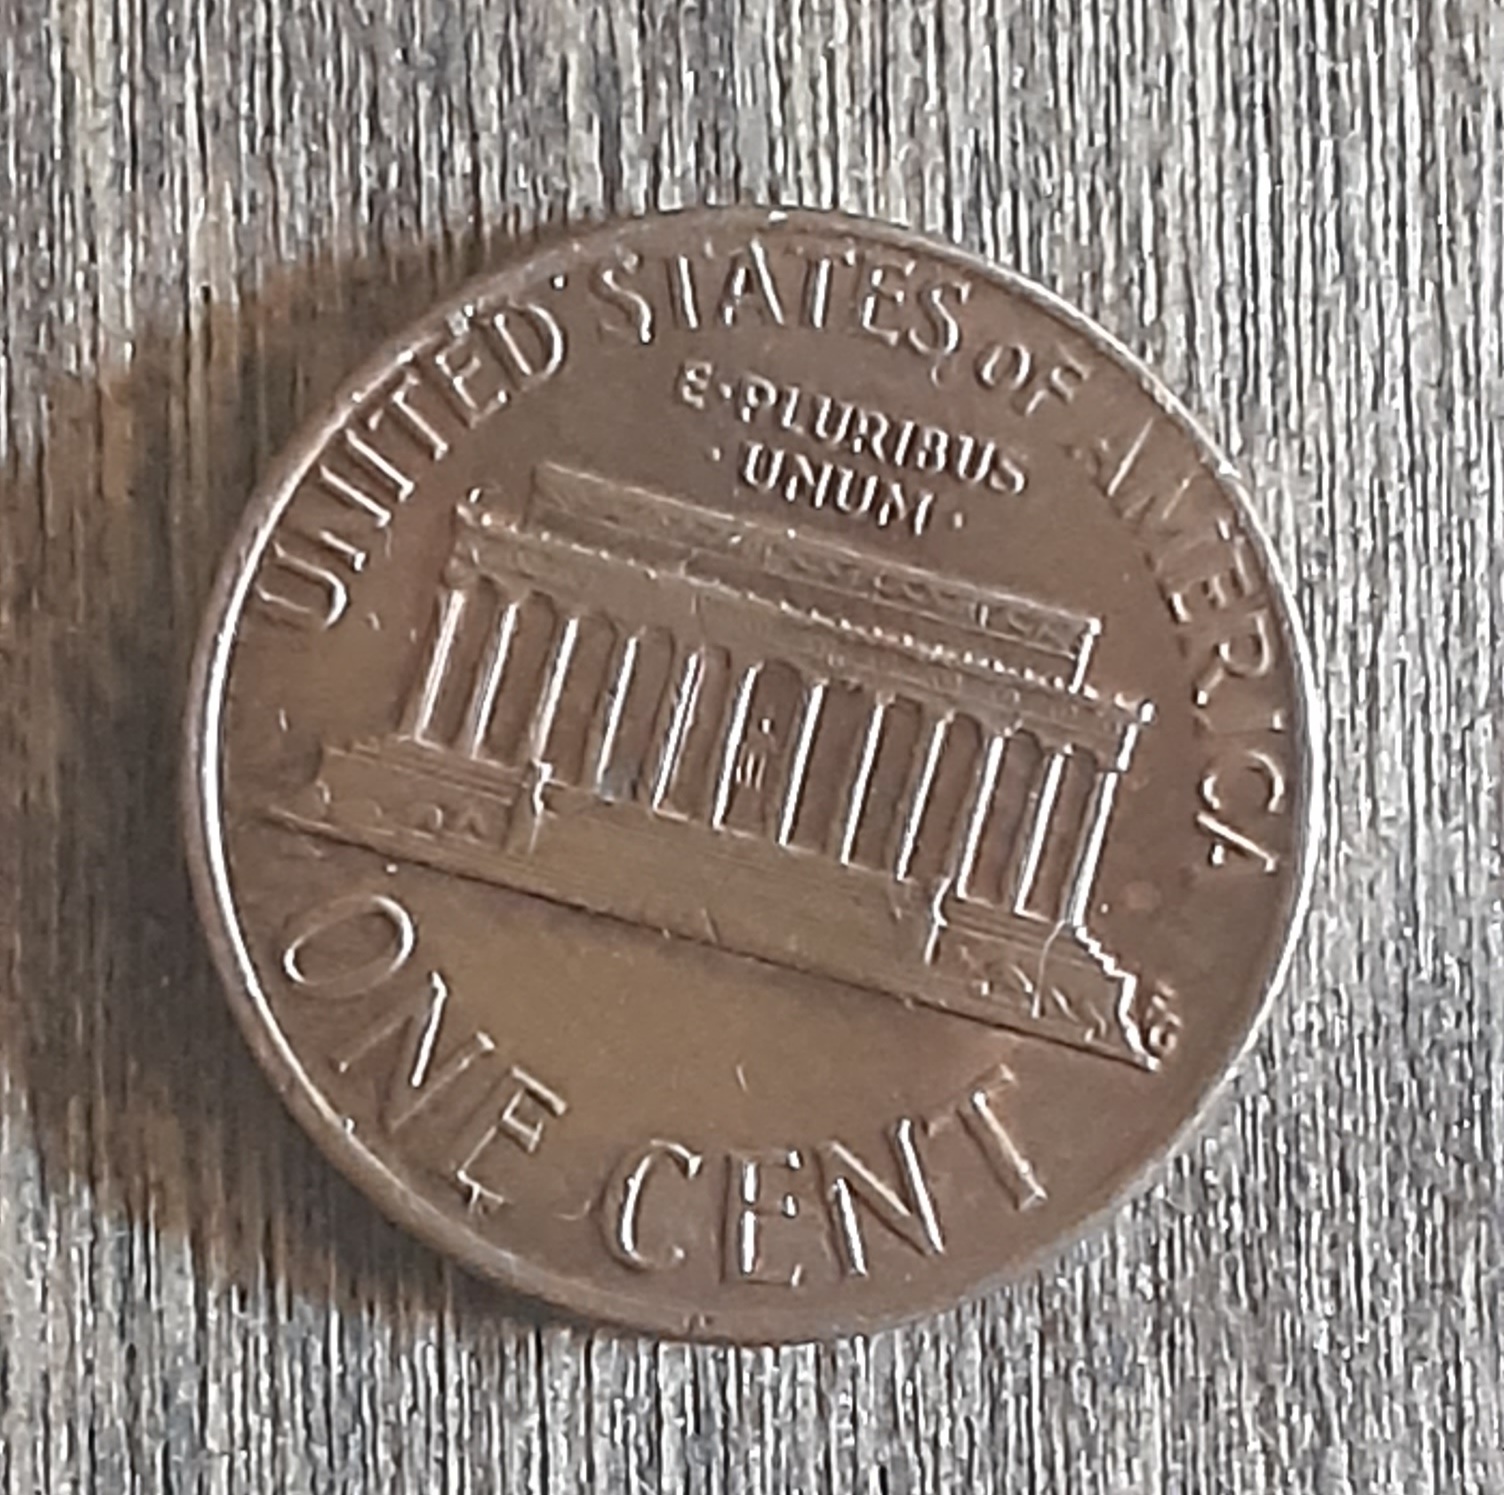 UNITED STATES OF AMERICA
E·PLURIBUS
·UNUM·
ONE CENT